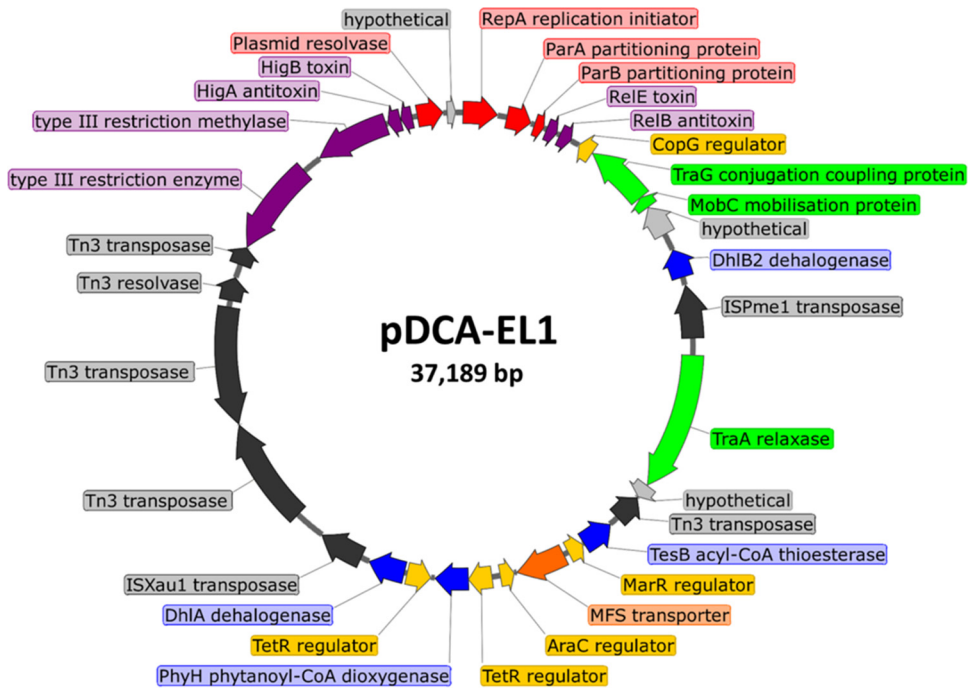 hypothetical
RepA replication initiator
Plasmid resolvase
ParA partitioning protein
HigB toxin
ParB partitioning protein
HigA antitoxin
RelE toxin
type III restriction methylase
RelB antitoxin
CopG regulator
TraG conjugation coupling protein
type III restriction enzyme
MobC mobilisation protein
hypothetical
Tn3 transposase
DhlB2 dehalogenase
Tn3 resolvase
ISPme1 transposase
pDCA-EL1
37,189 bp
Tn3 transposase
TraA relaxase
Tn3 transposase
hypothetical
Tn3 transposase
TesB acyl-CoA thioesterase
ISXau1 transposase
MarR regulator
DhlA dehalogenase
MFS transporter
TetR regulator
AraC regulator
PhyH phytanoyl-CoA dioxygenase
TetR regulator